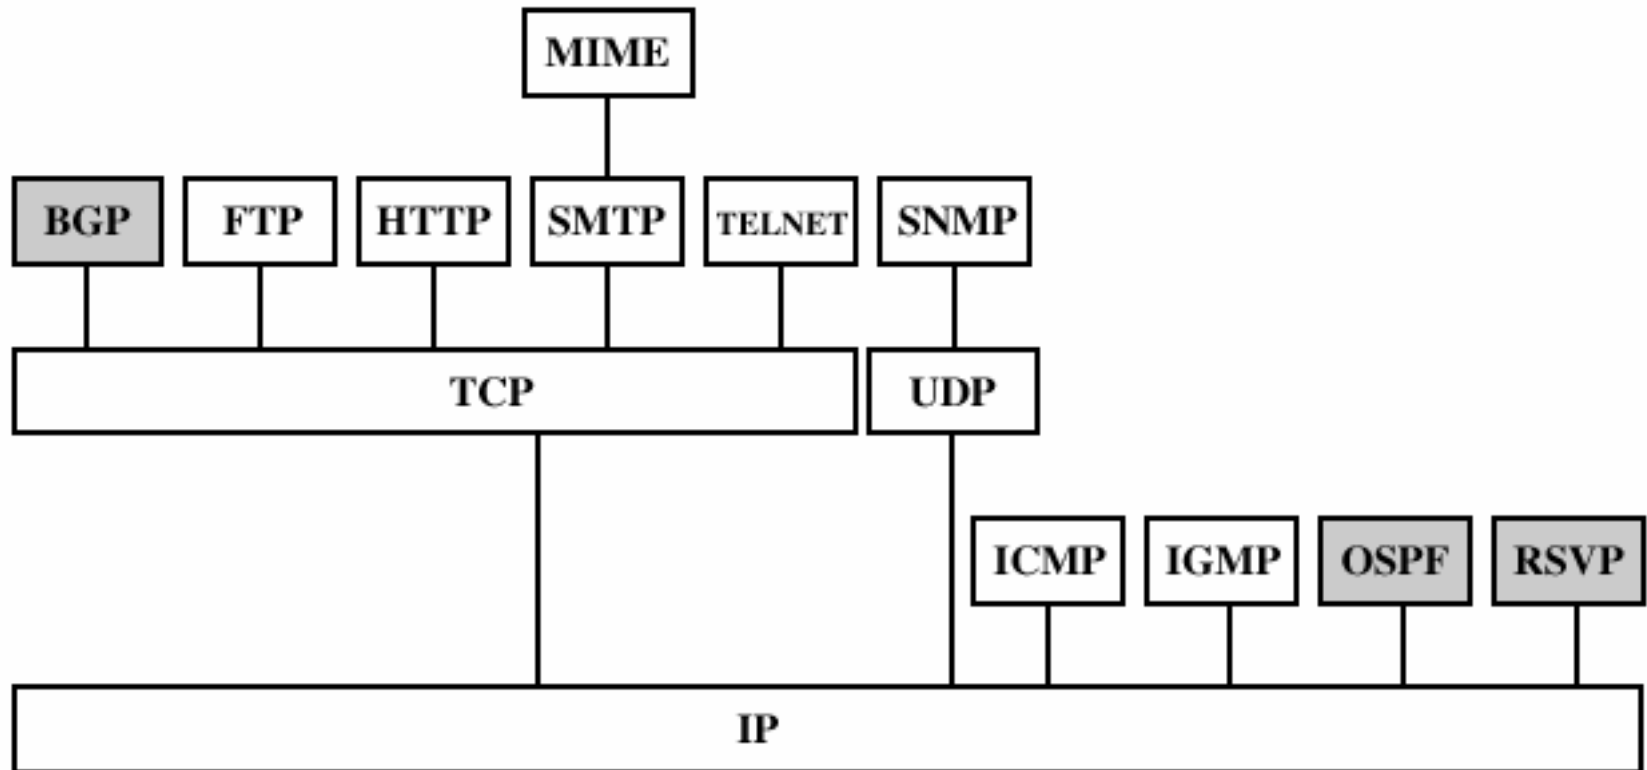 MIME
BGP FTP HTTP SMTP TELNET SNMP
TCP UDP
ICMP IGMP OSPF RSVP
IP